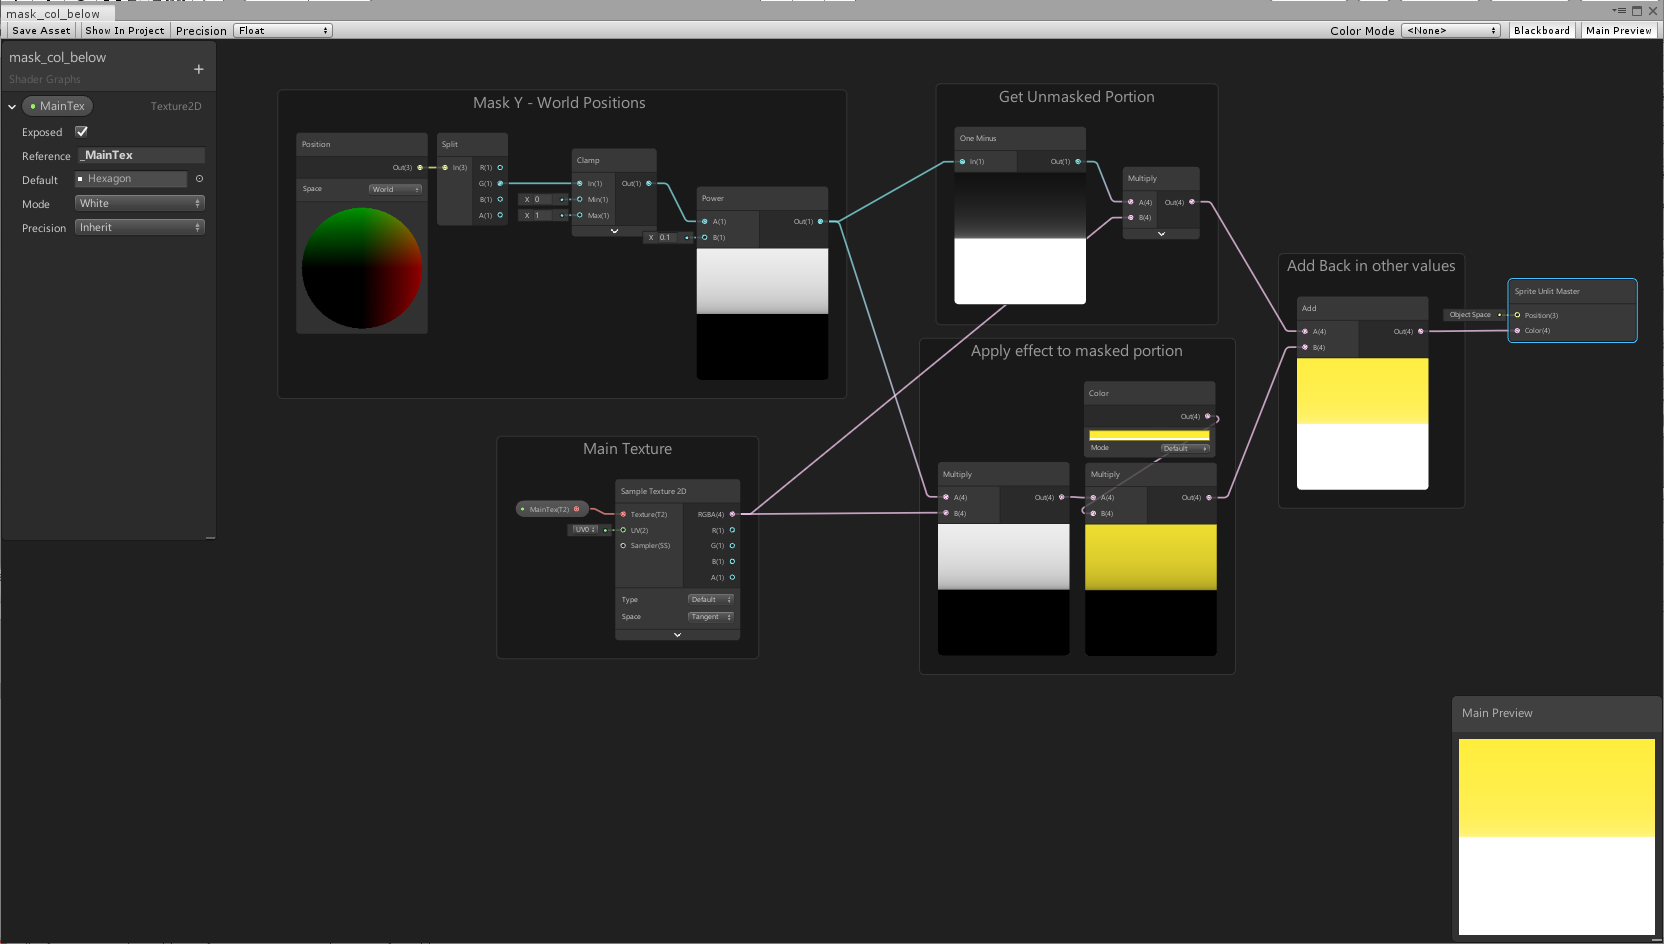 mask_col_below
Save Asset
Show In Project
Precision
Float
Color Mode
<None>
Blackboard
Main Preview
mask_col_below
Shader Graphs
+
MainTex
Texture2D
Exposed
Reference
_MainTex
Default
Hexagon
Mode
White
Precision
Inherit
Mask Y - World Positions
Position
Out(3)
Space
World
Split
In(3)
R(1)
G(1)
B(1)
A(1)
Clamp
In(1)
Out(1)
X 0
Min(1)
X 1
Max(1)
Power
A(1)
Out(1)
X 0.1
B(1)
Get Unmasked Portion
One Minus
In(1)
Out(1)
Multiply
A(4)
Out(4)
B(4)
Main Texture
MainTex(T2)
UV0
Sample Texture 2D
Texture(T2)
RGBA(4)
UV(2)
R(1)
Sampler(SS)
G(1)
B(1)
A(1)
Type
Default
Space
Tangent
Apply effect to masked portion
Color
Out(4)
Mode
Default
Multiply
A(4)
Out(4)
B(4)
Multiply
A(4)
Out(4)
B(4)
Add Back in other values
Add
A(4)
Out(4)
B(4)
Sprite Unlit Master
Object Space
Position(3)
Color(4)
Main Preview